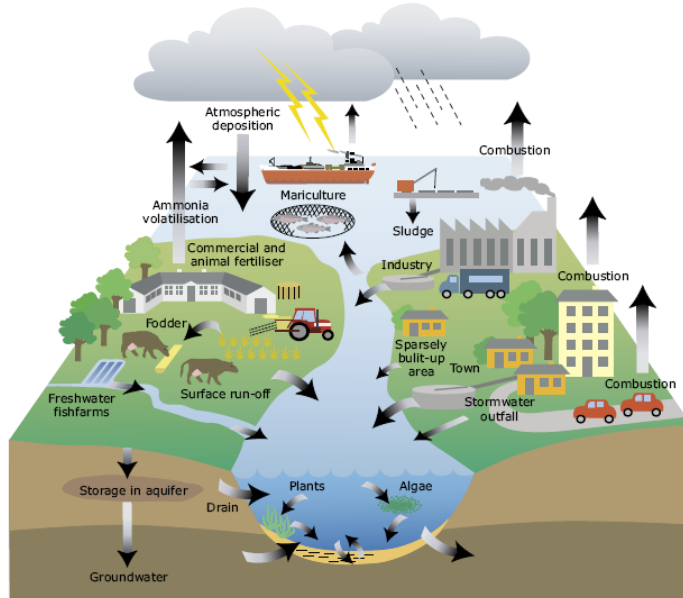 Atmospheric
deposition
Combustion
Mariculture
Ammonia
volatilisation
Sludge
Commercial and
animal fertiliser
Industry
Combustion
Fodder
Sparsely
bulit-up
area
Town
Combustion
Freshwater
fishfarms
Surface run-off
Stormwater
outfall
Storage in aquifer
Plants
Algae
Drain
Groundwater